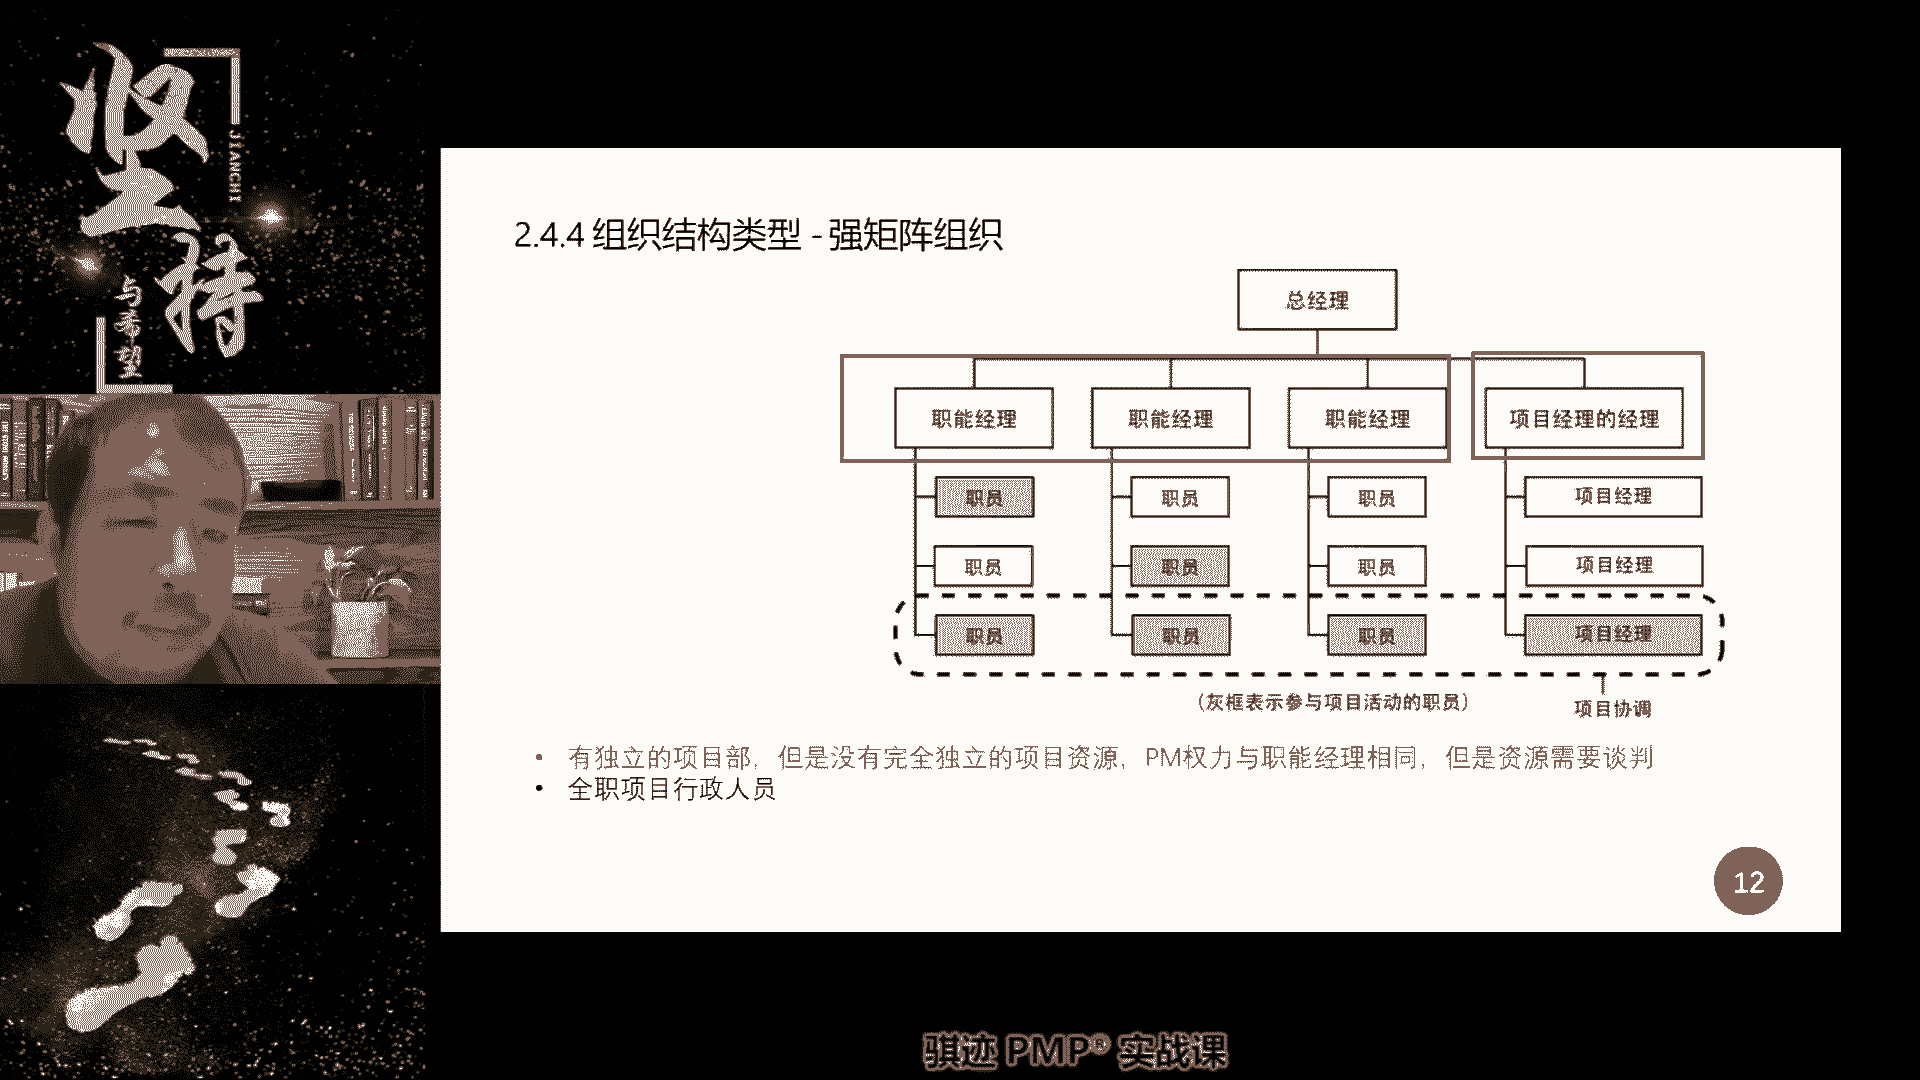 坚持
JIANCHI
与希望
2.4.4 组织结构类型 - 强矩阵组织
总经理
职能经理 职能经理 职能经理 项目经理的经理
职员 职员 职员 项目经理
职员 职员 职员 项目经理
职员 职员 职员 项目经理
(灰框表示参与项目活动的职员)
项目协调
• 有独立的项目部，但是没有完全独立的项目资源，PM权力与职能经理相同，但是资源需要谈判
• 全职项目行政人员
12
骐迹 PMP® 实战课